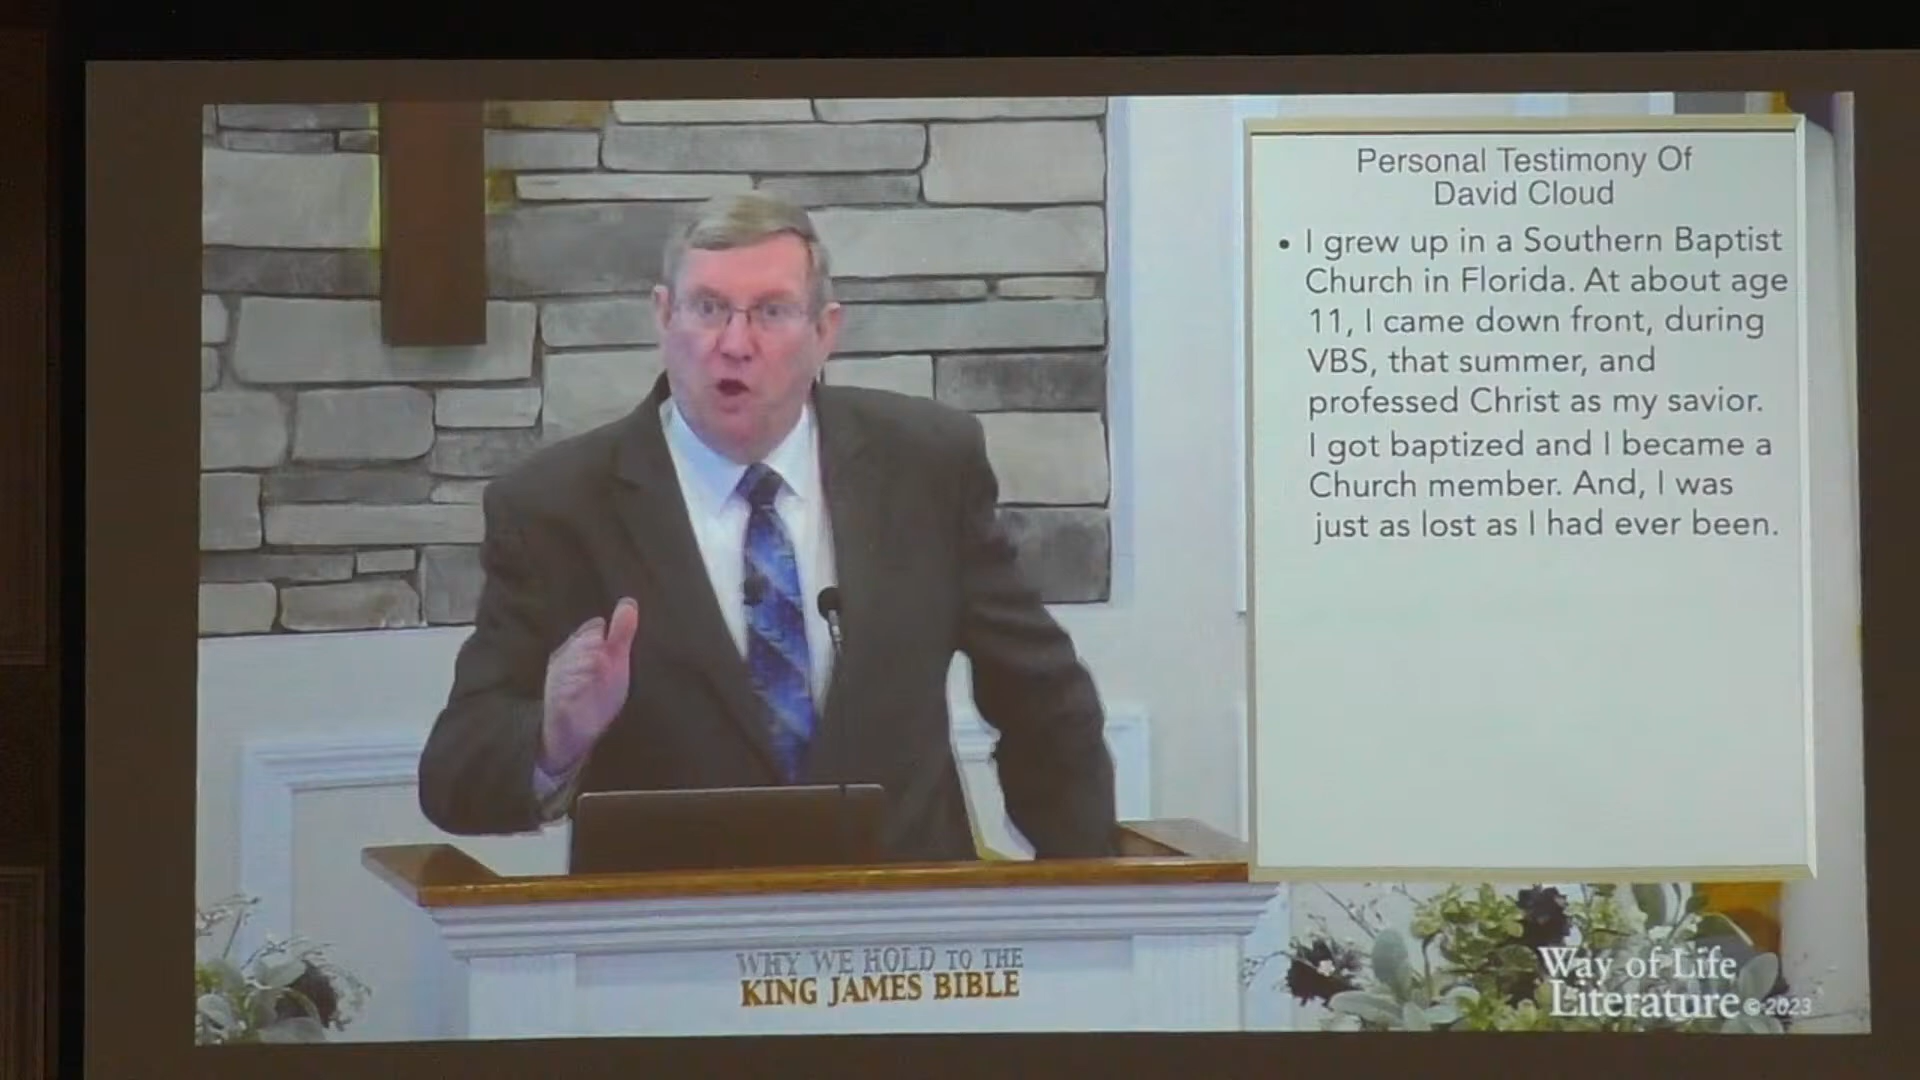 Personal Testimony Of
David Cloud
• I grew up in a Southern Baptist
Church in Florida. At about age
11, I came down front, during
VBS, that summer, and
professed Christ as my savior.
I got baptized and I became a
Church member. And, I was
just as lost as I had ever been.
WHY WE HOLD TO THE
KING JAMES BIBLE
Way of Life
Literature © 2023